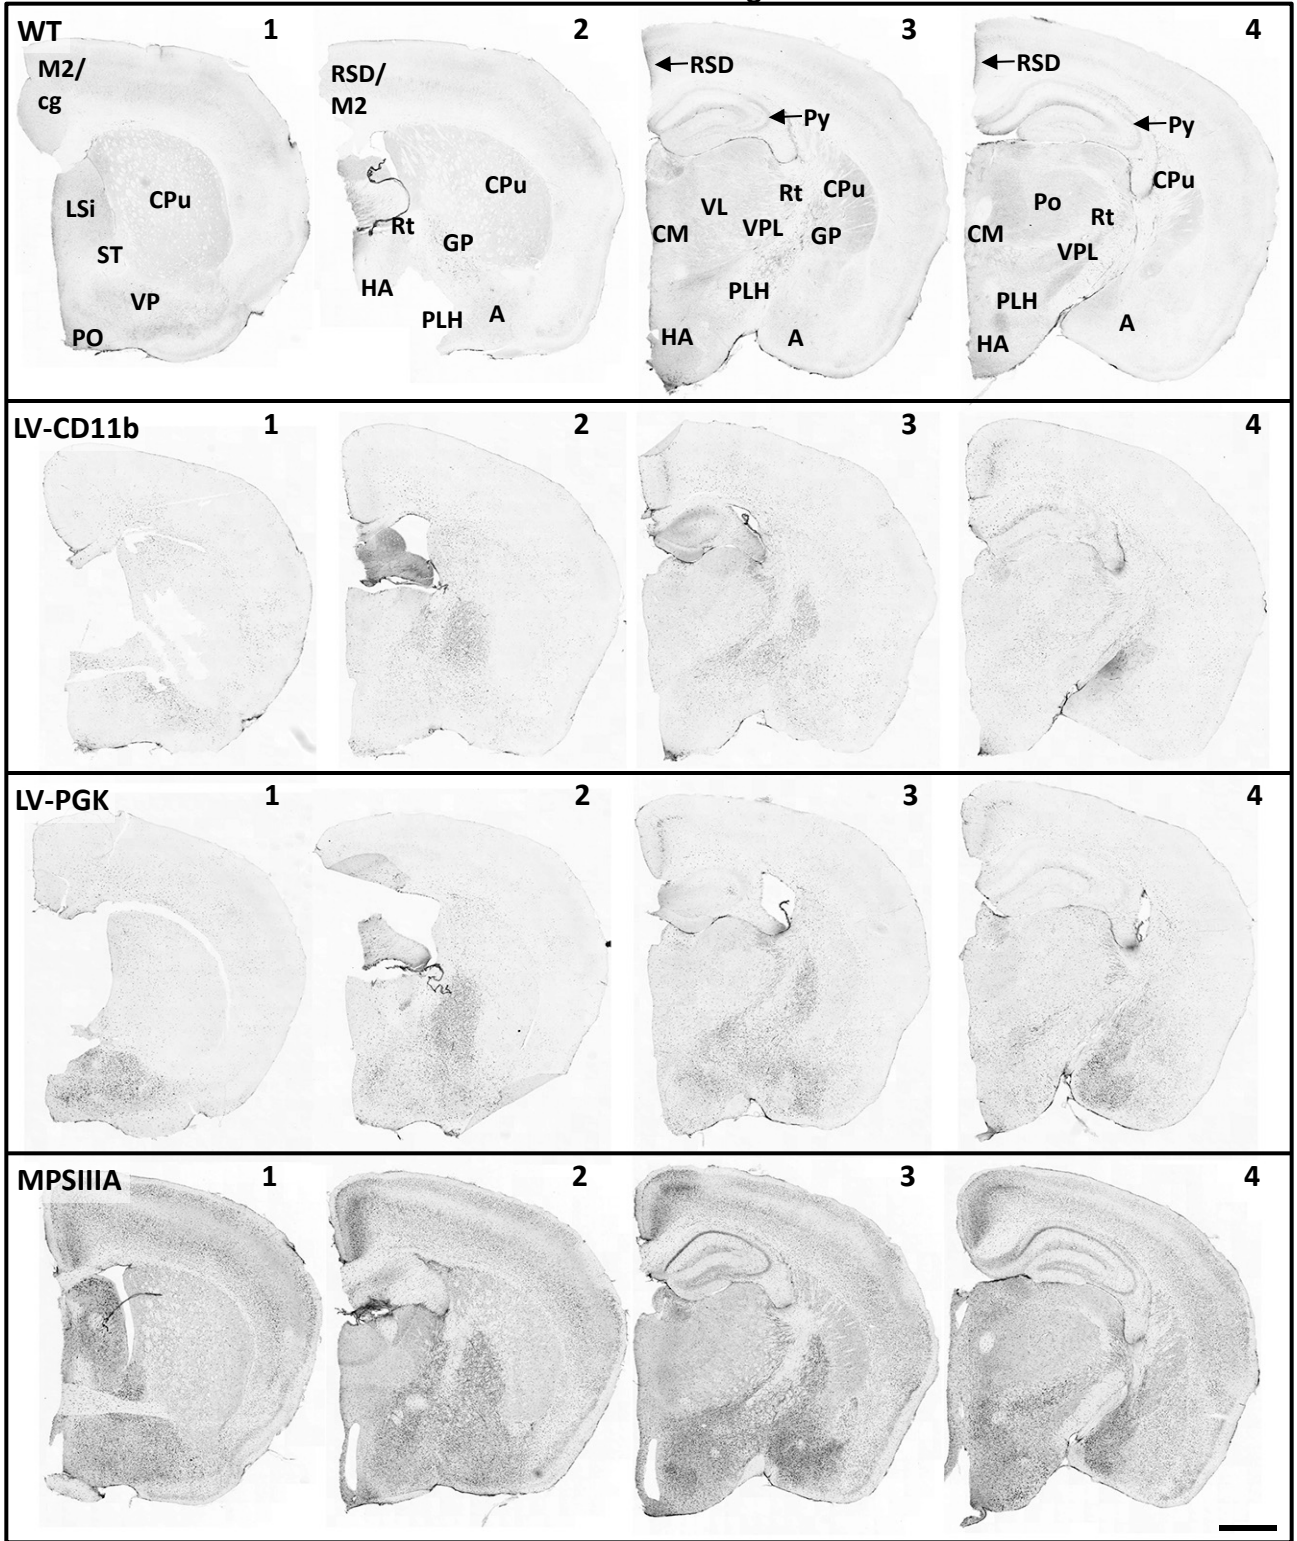 WT 1 2 3 4
M2/
cg
RSD/
M2
RSD
RSD
Py
Py
LSi
CPu
CPu
CPu
CPu
ST
Rt
GP
VL
Rt
VPL
GP
CM
Po
Rt
CM
VPL
VP
HA
PLH
PLH
PO
PLH
A
HA
A
HA
A
LV-CD11b 1 2 3 4
LV-PGK 1 2 3 4
MPSIIIA 1 2 3 4